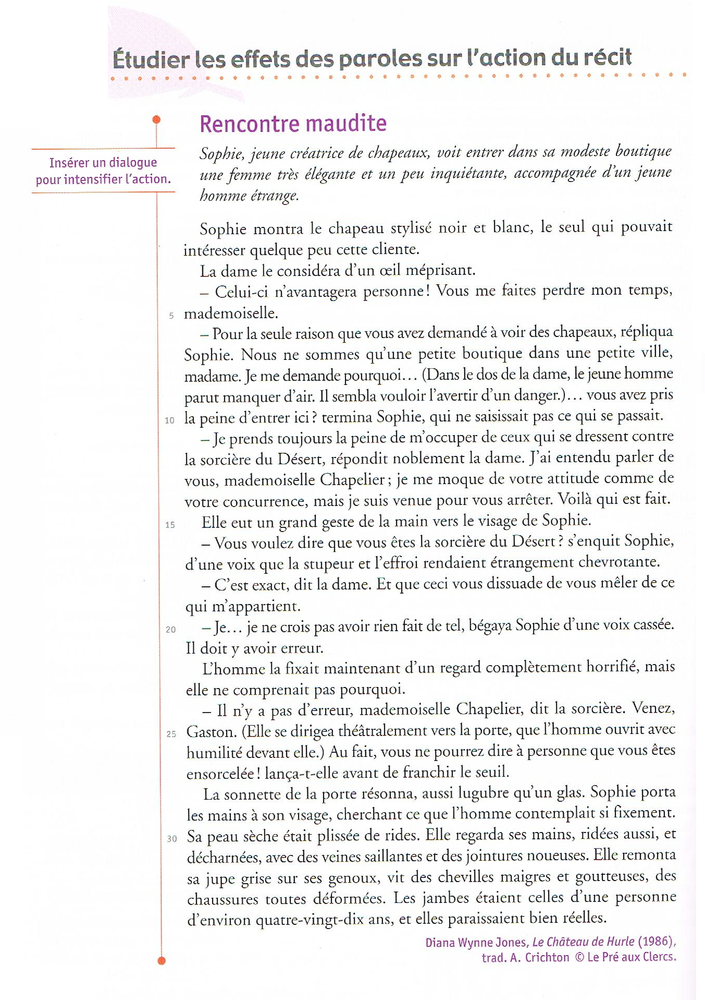 Étudier les effets des paroles sur l'action du récit
Rencontre maudite
Insérer un dialogue
pour intensifier l'action.
Sophie, jeune créatrice de chapeaux, voit entrer dans sa modeste boutique
une femme très élégante et un peu inquiétante, accompagnée d'un jeune
homme étrange.
Sophie montra le chapeau stylisé noir et blanc, le seul qui pouvait
intéresser quelque peu cette cliente.
La dame le considéra d'un œil méprisant.
– Celui-ci n'avantagera personne ! Vous me faites perdre mon temps,
5 mademoiselle.
– Pour la seule raison que vous avez demandé à voir des chapeaux, répliqua
Sophie. Nous ne sommes qu'une petite boutique dans une petite ville,
madame. Je me demande pourquoi... (Dans le dos de la dame, le jeune homme
parut manquer d'air. Il sembla vouloir l'avertir d'un danger.)... vous avez pris
10 la peine d'entrer ici ? termina Sophie, qui ne saisissait pas ce qui se passait.
– Je prends toujours la peine de m'occuper de ceux qui se dressent contre
la sorcière du Désert, répondit noblement la dame. J'ai entendu parler de
vous, mademoiselle Chapelier ; je me moque de votre attitude comme de
votre concurrence, mais je suis venue pour vous arrêter. Voilà qui est fait.
15 Elle eut un grand geste de la main vers le visage de Sophie.
– Vous voulez dire que vous êtes la sorcière du Désert ? s'enquit Sophie,
d'une voix que la stupeur et l'effroi rendaient étrangement chevrotante.
– C'est exact, dit la dame. Et que ceci vous dissuade de vous mêler de ce
qui m'appartient.
20 – Je... je ne crois pas avoir rien fait de tel, bégaya Sophie d'une voix cassée.
Il doit y avoir erreur.
L'homme la fixait maintenant d'un regard complètement horrifié, mais
elle ne comprenait pas pourquoi.
– Il n'y a pas d'erreur, mademoiselle Chapelier, dit la sorcière. Venez,
25 Gaston. (Elle se dirigea théâtralement vers la porte, que l'homme ouvrit avec
humilité devant elle.) Au fait, vous ne pourrez dire à personne que vous êtes
ensorcelée ! lança-t-elle avant de franchir le seuil.
La sonnette de la porte résonna, aussi lugubre qu'un glas. Sophie porta
les mains à son visage, cherchant ce que l'homme contemplait si fixement.
30 Sa peau sèche était plissée de rides. Elle regarda ses mains, ridées aussi, et
décharnées, avec des veines saillantes et des jointures noueuses. Elle remonta
sa jupe grise sur ses genoux, vit des chevilles maigres et goutteuses, des
chaussures toutes déformées. Les jambes étaient celles d'une personne
d'environ quatre-vingt-dix ans, et elles paraissaient bien réelles.
Diana Wynne Jones, Le Château de Hurle (1986),
trad. A. Crichton © Le Pré aux Clercs.